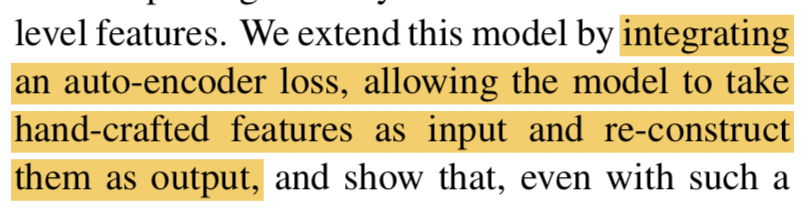 level features. We extend this model by integrating
an auto-encoder loss, allowing the model to take
hand-crafted features as input and re-construct
them as output, and show that, even with such a